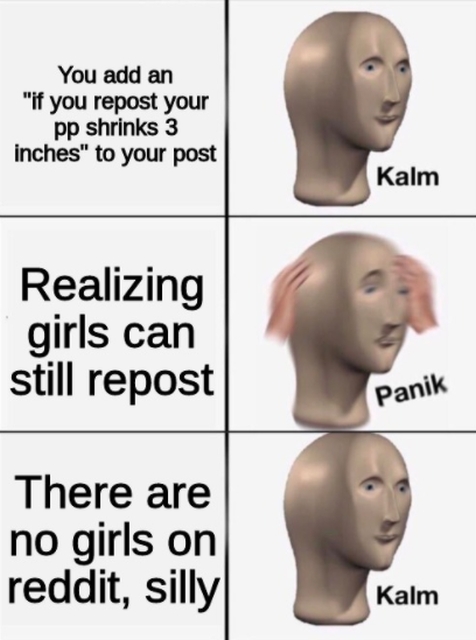 You add an
"if you repost your
pp shrinks 3
inches" to your post
Kalm
Realizing
girls can
still repost
Panik
There are
no girls on
reddit, silly
Kalm